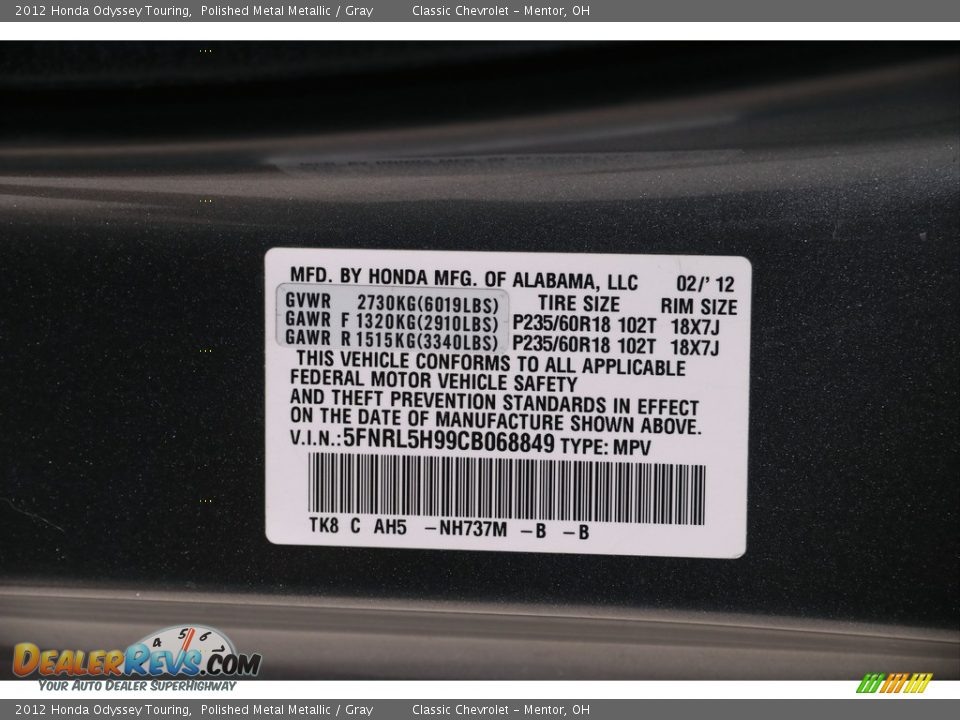 2012 Honda Odyssey Touring, Polished Metal Metallic / Gray Classic Chevrolet - Mentor, OH
MFD. BY HONDA MFG. OF ALABAMA, LLC 02/' 12
GVWR 2730KG(6019LBS) TIRE SIZE RIM SIZE
GAWR F 1320KG(2910LBS) P235/60R18 102T 18X7J
GAWR R 1515KG(3340LBS) P235/60R18 102T 18X7J
THIS VEHICLE CONFORMS TO ALL APPLICABLE
FEDERAL MOTOR VEHICLE SAFETY
AND THEFT PREVENTION STANDARDS IN EFFECT
ON THE DATE OF MANUFACTURE SHOWN ABOVE.
V.I.N.:5FNRL5H99CB068849 TYPE: MPV
TK8 C AH5 -NH737M -B -B
4 5 6 7
DEALERREVS.COM
YOUR AUTO DEALER SUPERHIGHWAY
2012 Honda Odyssey Touring, Polished Metal Metallic / Gray Classic Chevrolet - Mentor, OH